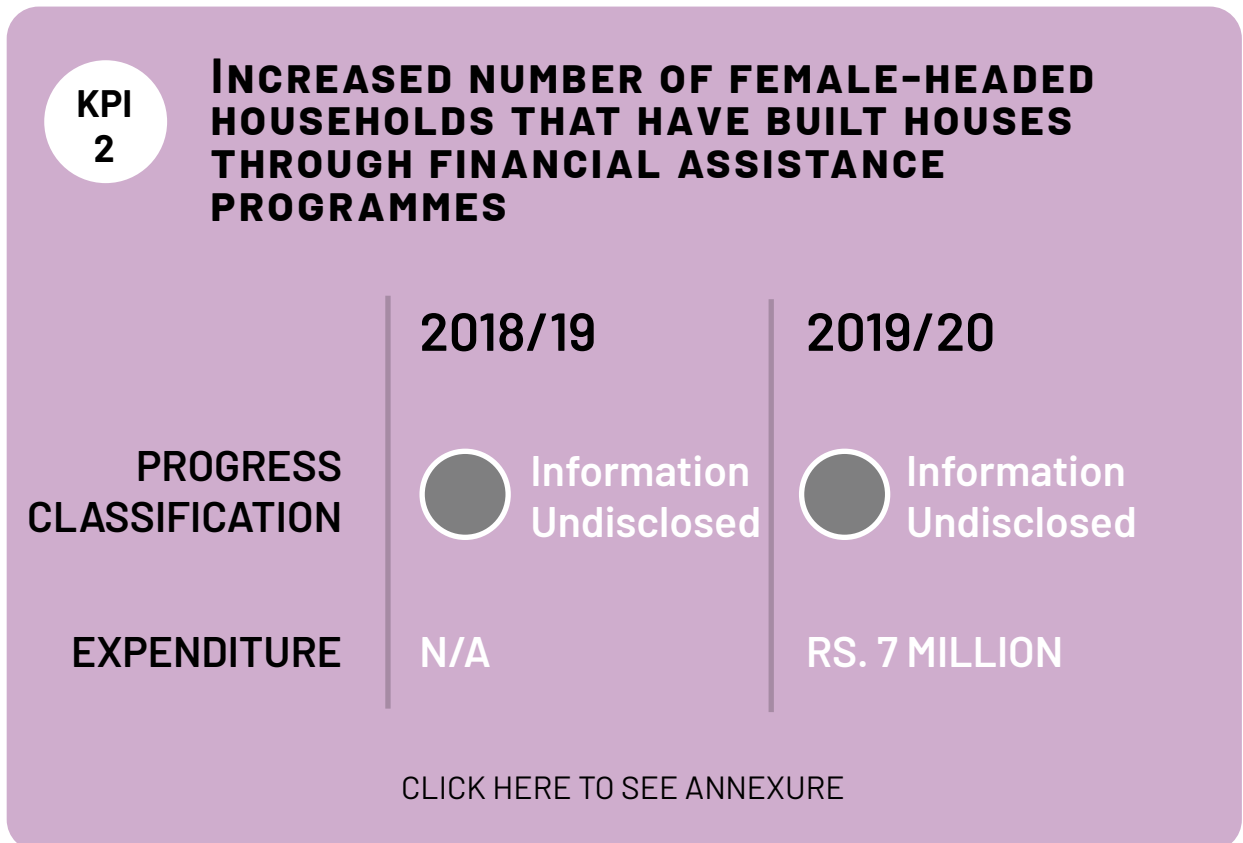 KPI
2
INCREASED NUMBER OF FEMALE-HEADED
HOUSEHOLDS THAT HAVE BUILT HOUSES
THROUGH FINANCIAL ASSISTANCE
PROGRAMMES
2018/19
2019/20
PROGRESS
CLASSIFICATION
Information
Undisclosed
Information
Undisclosed
EXPENDITURE
N/A
RS. 7 MILLION
CLICK HERE TO SEE ANNEXURE